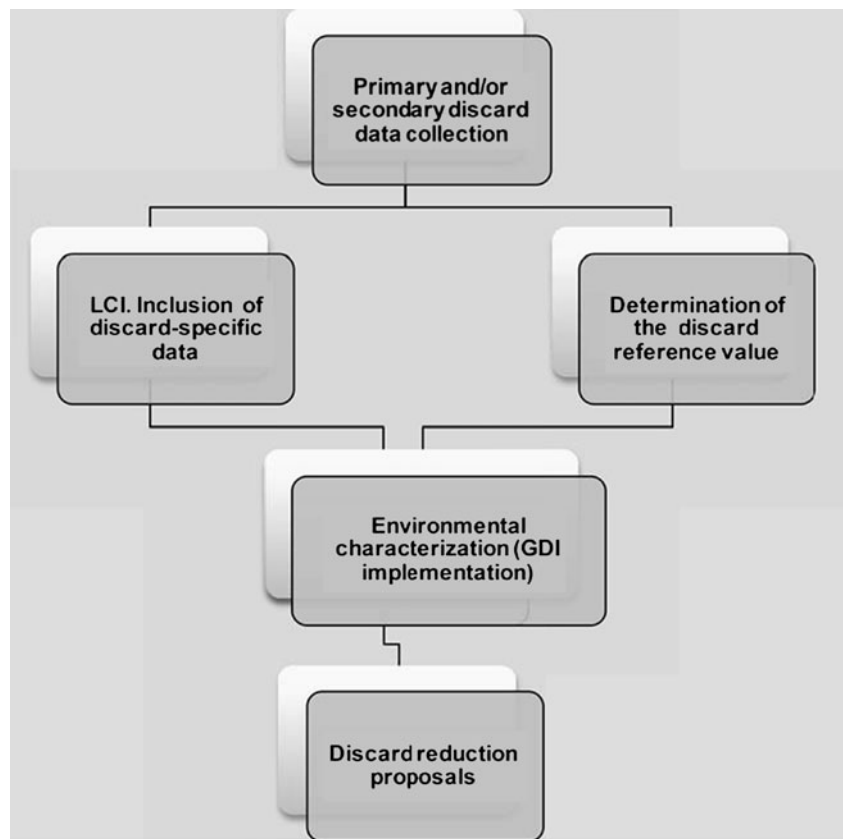 Primary and/or
secondary discard
data collection
LCI. Inclusion of
discard-specific
data
Determination of
the discard
reference value
Environmental
characterization (GDI
implementation)
Discard reduction
proposals